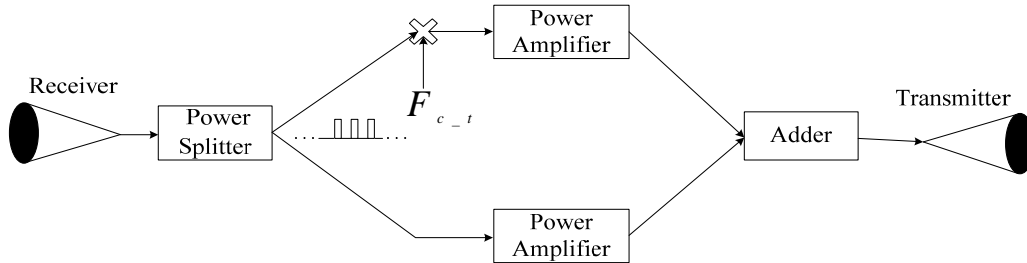 Receiver
Power
Splitter
F c _ t
. . . . . . . .
Power
Amplifier
Power
Amplifier
Adder
Transmitter